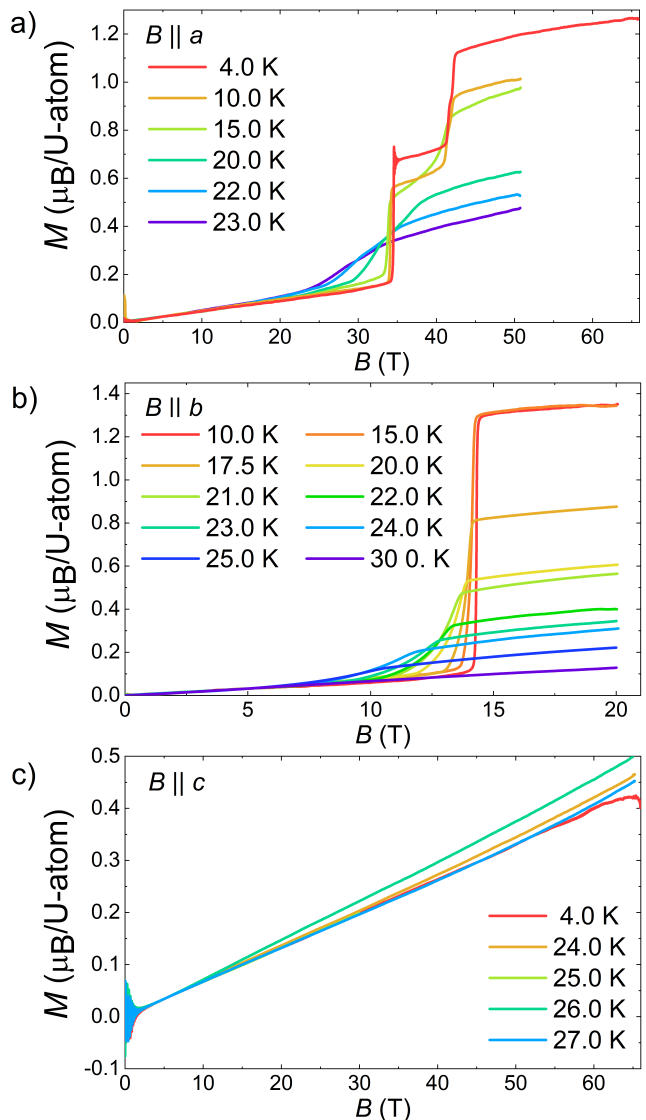 a)
B || a
4.0 K
10.0 K
15.0 K
20.0 K
22.0 K
23.0 K
M (μB/U-atom)
1.2
1.0
0.8
0.6
0.4
0.2
0.0
0 10 20 30 40 50 60
B (T)
b)
B || b
10.0 K 15.0 K
17.5 K 20.0 K
21.0 K 22.0 K
23.0 K 24.0 K
25.0 K 30 0. K
M (μB/U-atom)
1.4
1.2
1.0
0.8
0.6
0.4
0.2
0.0
0 5 10 15 20
B (T)
c)
B || c
0.5
0.4
0.3
0.2
0.1
0.0
-0.1
M (μB/U-atom)
4.0 K
24.0 K
25.0 K
26.0 K
27.0 K
0 10 20 30 40 50 60
B (T)